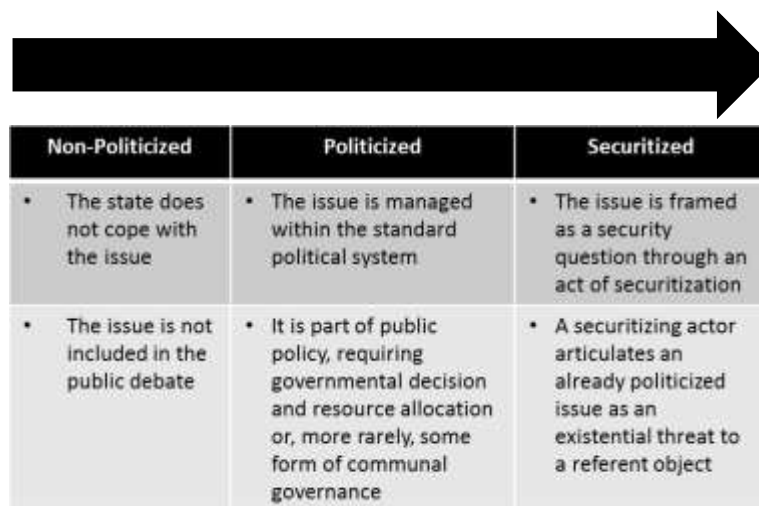 Non-Politicized
Politicized
Securitized
• The state does
not cope with
the issue
• The issue is managed
within the standard
political system
• The issue is framed
as a security
question through an
act of securitization
• The issue is not
included in the
public debate
• It is part of public
policy, requiring
governmental decision
and resource allocation
or, more rarely, some
form of communal
governance
• A securitizing actor
articulates an
already politicized
issue as an
existential threat to
a referent object